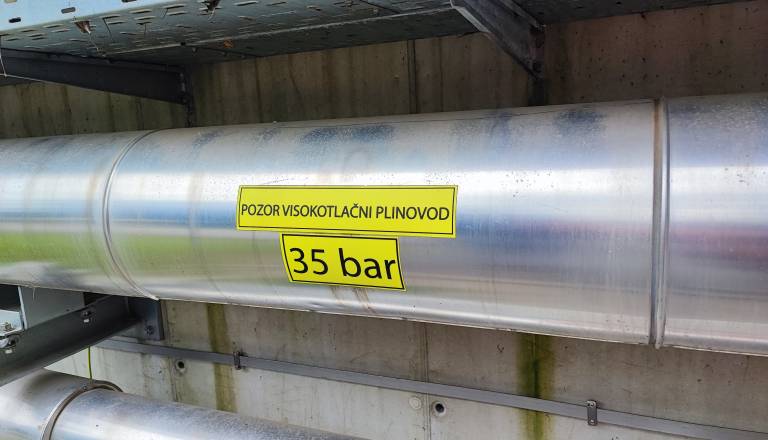 POZOR VISOKOTLAČNI PLINOVOD
35 bar